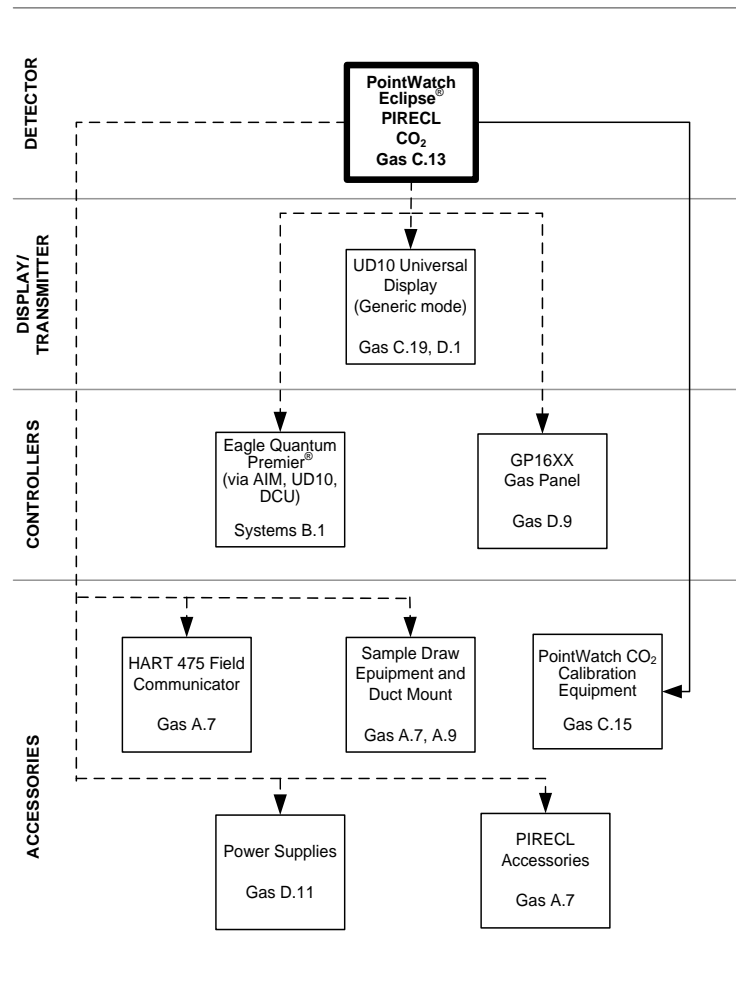 DETECTOR
PointWatch
Eclipse®
PIRECL
CO₂
Gas C.13
DISPLAY/
TRANSMITTER
UD10 Universal
Display
(Generic mode)
Gas C.19, D.1
CONTROLLERS
Eagle Quantum
Premier®
(via AIM, UD10,
DCU)
Systems B.1
GP16XX
Gas Panel
Gas D.9
ACCESSORIES
HART 475 Field
Communicator
Gas A.7
Sample Draw
Epuipment and
Duct Mount
Gas A.7, A.9
PointWatch CO₂
Calibration
Equipment
Gas C.15
Power Supplies
Gas D.11
PIRECL
Accessories
Gas A.7